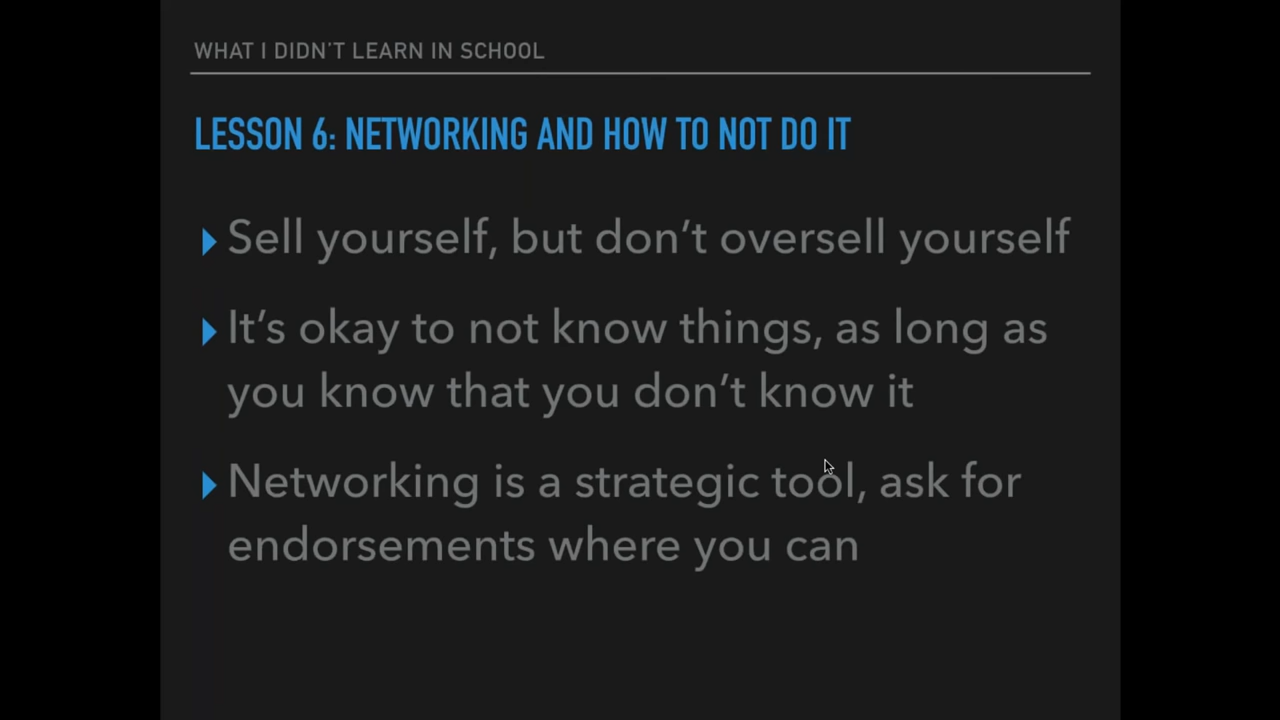 WHAT I DIDN'T LEARN IN SCHOOL
LESSON 6: NETWORKING AND HOW TO NOT DO IT
Sell yourself, but don’t oversell yourself
It’s okay to not know things, as long as
you know that you don’t know it
Networking is a strategic tool, ask for
endorsements where you can